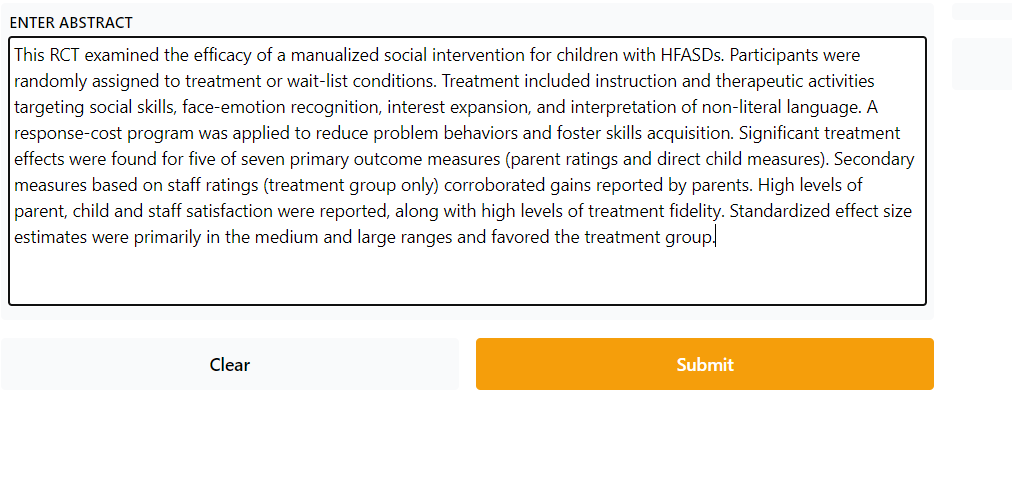 ENTER ABSTRACT
This RCT examined the efficacy of a manualized social intervention for children with HFASDs. Participants were
randomly assigned to treatment or wait-list conditions. Treatment included instruction and therapeutic activities
targeting social skills, face-emotion recognition, interest expansion, and interpretation of non-literal language. A
response-cost program was applied to reduce problem behaviors and foster skills acquisition. Significant treatment
effects were found for five of seven primary outcome measures (parent ratings and direct child measures). Secondary
measures based on staff ratings (treatment group only) corroborated gains reported by parents. High levels of
parent, child and staff satisfaction were reported, along with high levels of treatment fidelity. Standardized effect size
estimates were primarily in the medium and large ranges and favored the treatment group.
Clear
Submit